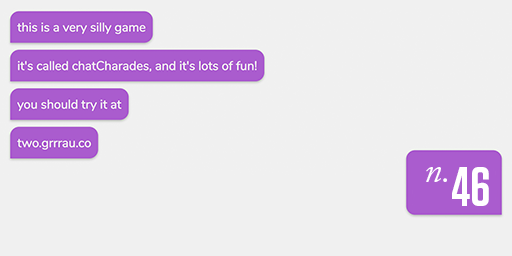 this is a very silly game
it's called chatCharades, and it's lots of fun!
you should try it at
two.grrrau.co
n. 46